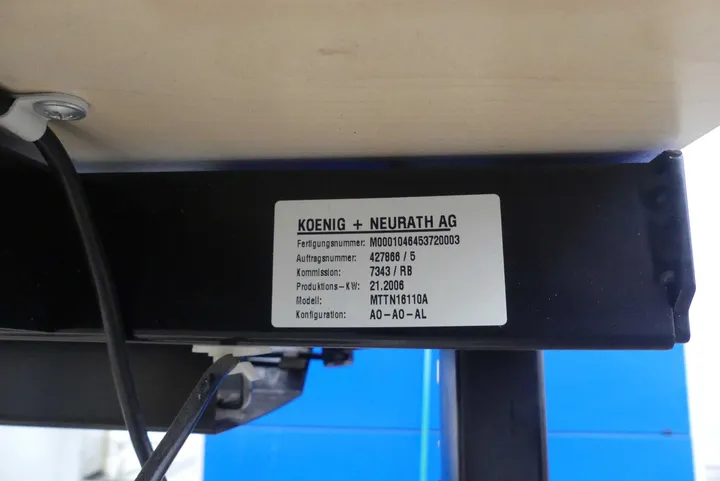 KOENIG + NEURATH AG
Fertigungsnummer: M0001046453720003
Auftragsnummer: 427866 / 5
Kommission: 7343 / RB
Produktions-KW: 21.2006
Modell: MTTN16110A
Konfiguration: AO-AO-AL